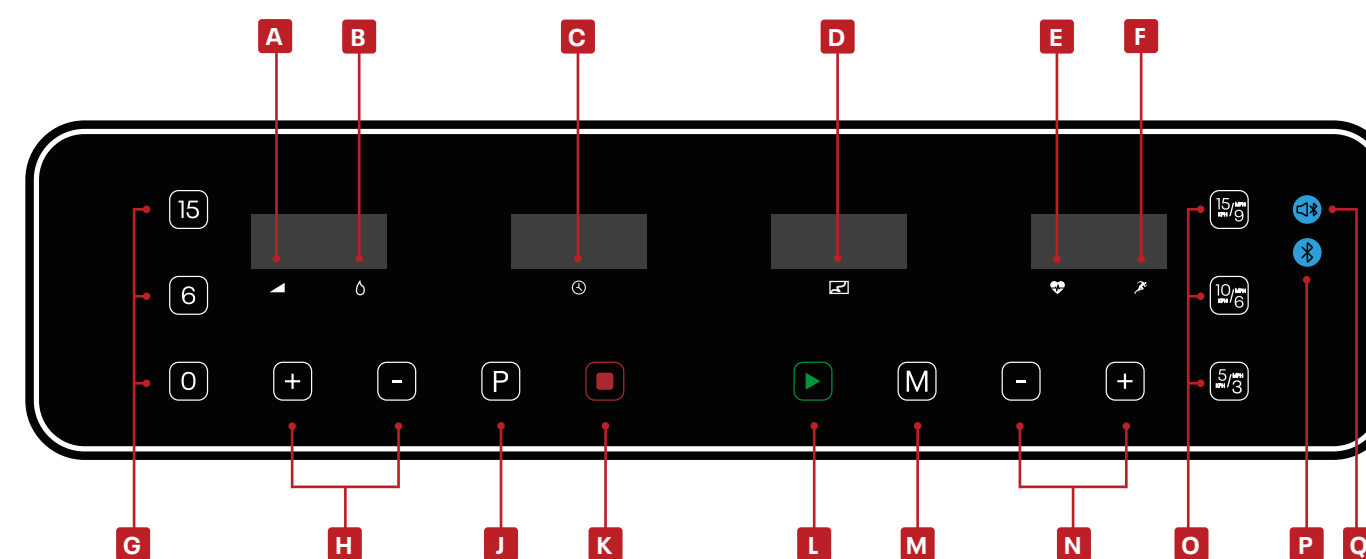 A B C D E F
15
15 KPH / MPH 9
6
10 KPH / MPH 6
0 + - P M - + 5 KPH / MPH 3
G H J K L M N O P Q